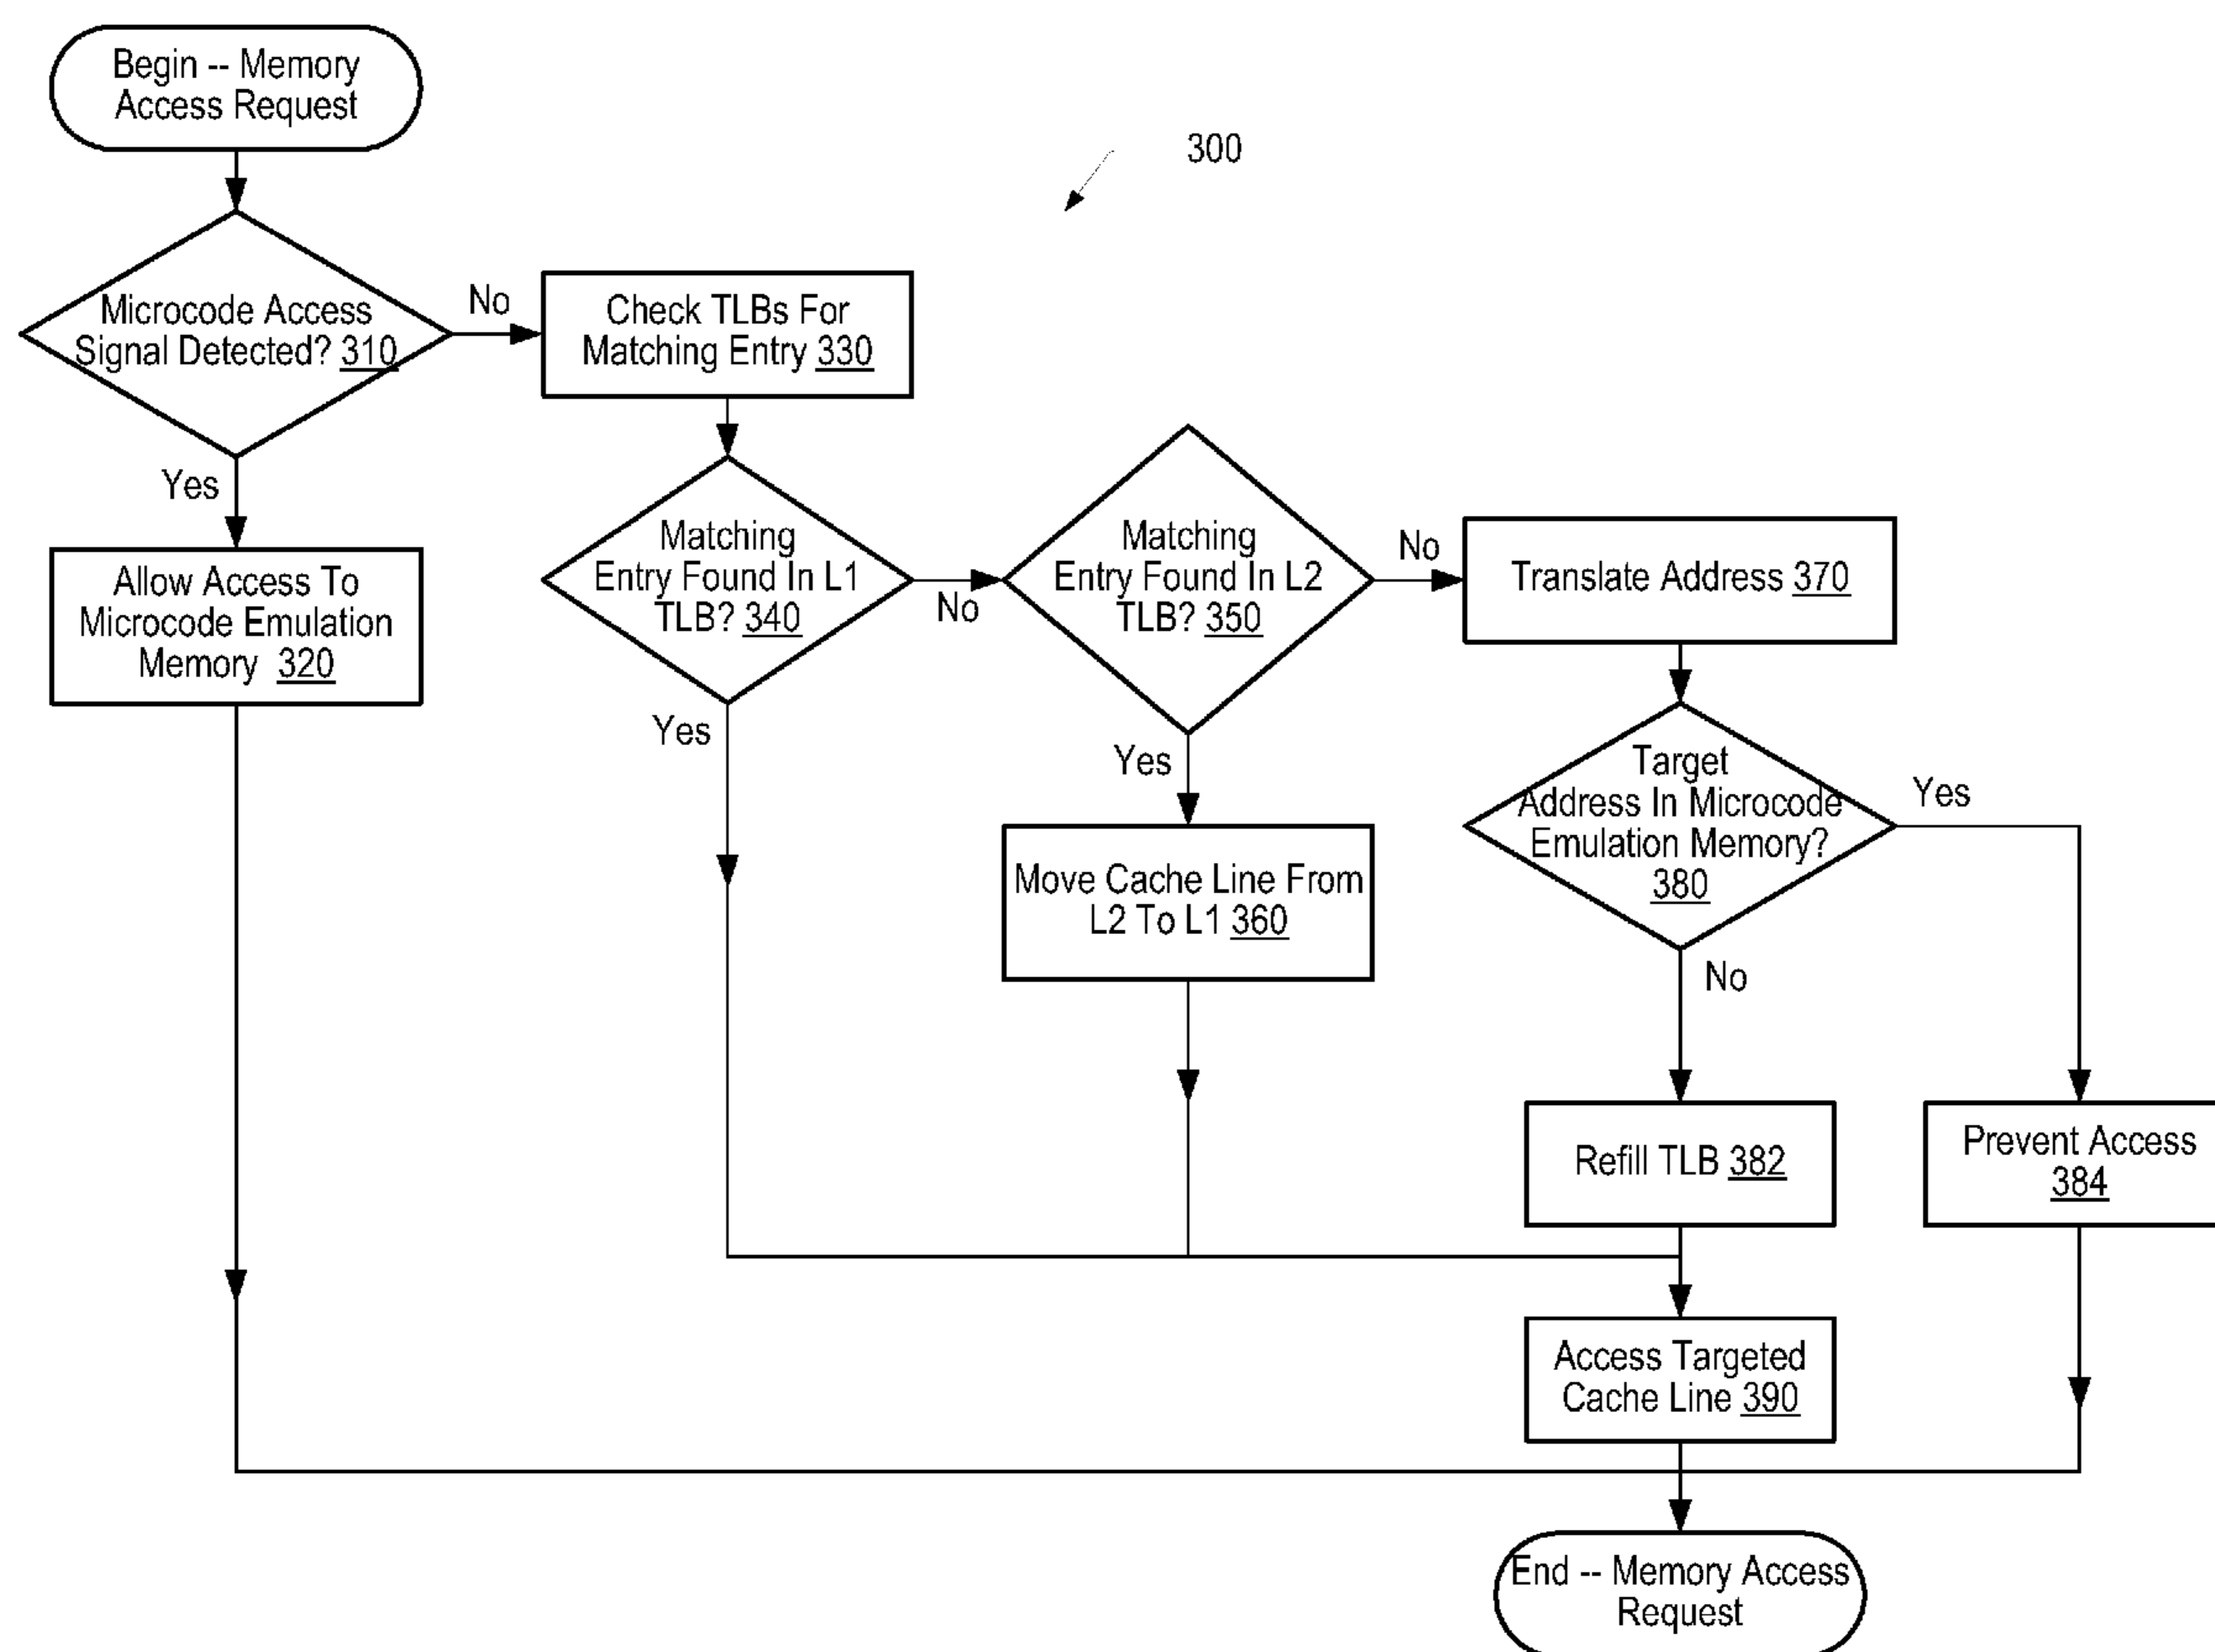 Begin -- Memory
Access Request
300
Microcode Access
Signal Detected? 310
No
Check TLBs For
Matching Entry 330
Yes
Allow Access To
Microcode Emulation
Memory 320
Matching
Entry Found In L1
TLB? 340
No
Yes
Matching
Entry Found In L2
TLB? 350
No
Yes
Translate Address 370
Move Cache Line From
L2 To L1 360
Target
Address In Microcode
Emulation Memory?
380
Yes
No
Refill TLB 382
Prevent Access
384
Access Targeted
Cache Line 390
End -- Memory Access
Request